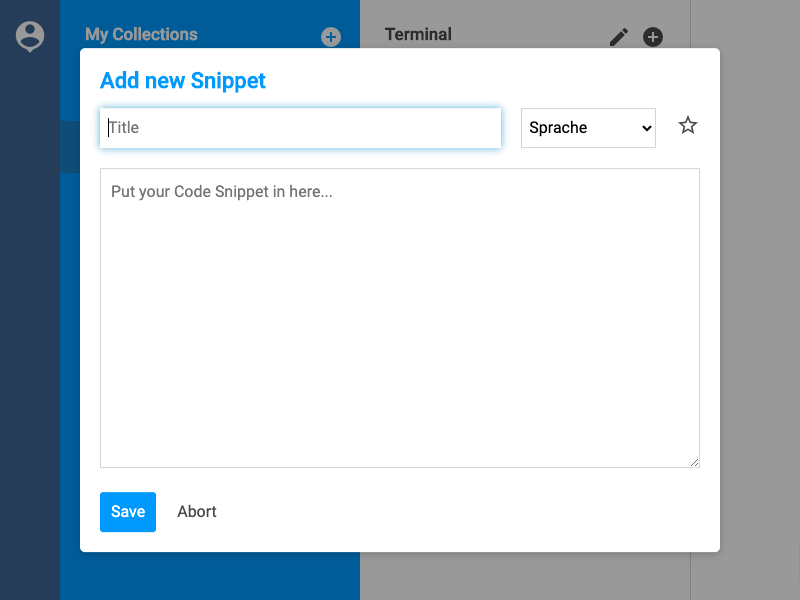 My Collections
Terminal
Add new Snippet
Title
Sprache
Put your Code Snippet in here...
Save
Abort